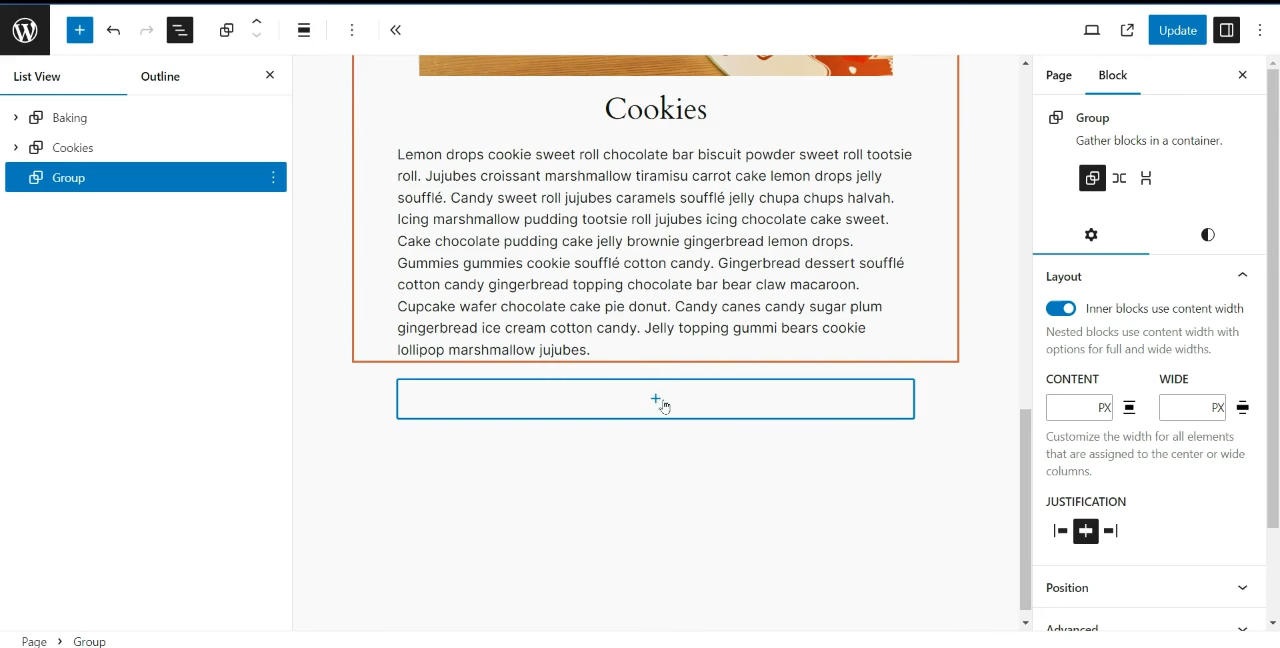 Update
List View
Outline
Baking
Cookies
Group
Cookies
Lemon drops cookie sweet roll chocolate bar biscuit powder sweet roll tootsie
roll. Jujubes croissant marshmallow tiramisu carrot cake lemon drops jelly
soufflé. Candy sweet roll jujubes caramels soufflé jelly chupa chups halvah.
Icing marshmallow pudding tootsie roll jujubes icing chocolate cake sweet.
Cake chocolate pudding cake jelly brownie gingerbread lemon drops.
Gummies gummies cookie soufflé cotton candy. Gingerbread dessert soufflé
cotton candy gingerbread topping chocolate bar bear claw macaroon.
Cupcake wafer chocolate cake pie donut. Candy canes candy sugar plum
gingerbread ice cream cotton candy. Jelly topping gummi bears cookie
lollipop marshmallow jujubes.
Page
Block
Group
Gather blocks in a container.
Layout
Inner blocks use content width
Nested blocks use content width with
options for full and wide widths.
CONTENT
WIDE
PX
PX
Customize the width for all elements
that are assigned to the center or wide
columns.
JUSTIFICATION
Position
Advanced
Page > Group